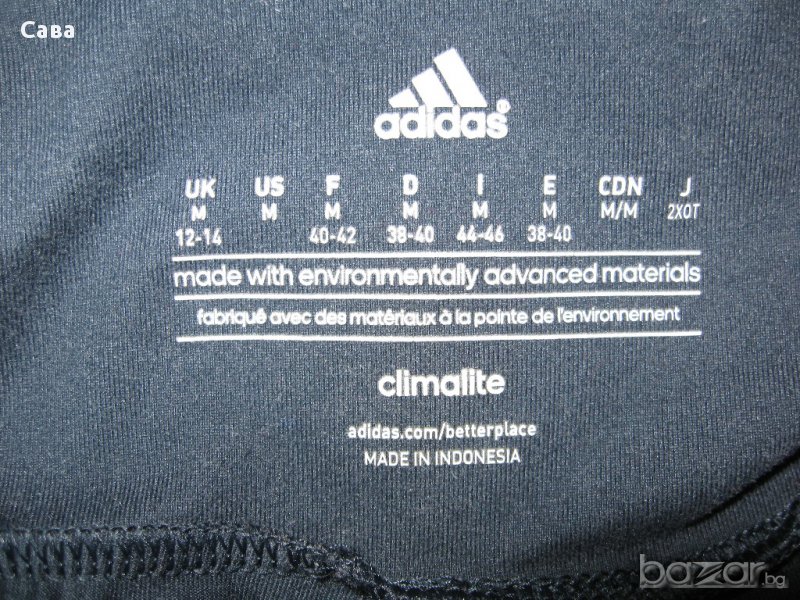 Сава
adidas
UK US F D I E CDN J
M M M M M M M/M 2XOT
12-14 40-42 38-40 44-46 38-40
made with environmentally advanced materials
fabriqué avec des matériaux à la pointe de l'environnement
climalite
adidas.com/betterplace
MADE IN INDONESIA
bazar.bg